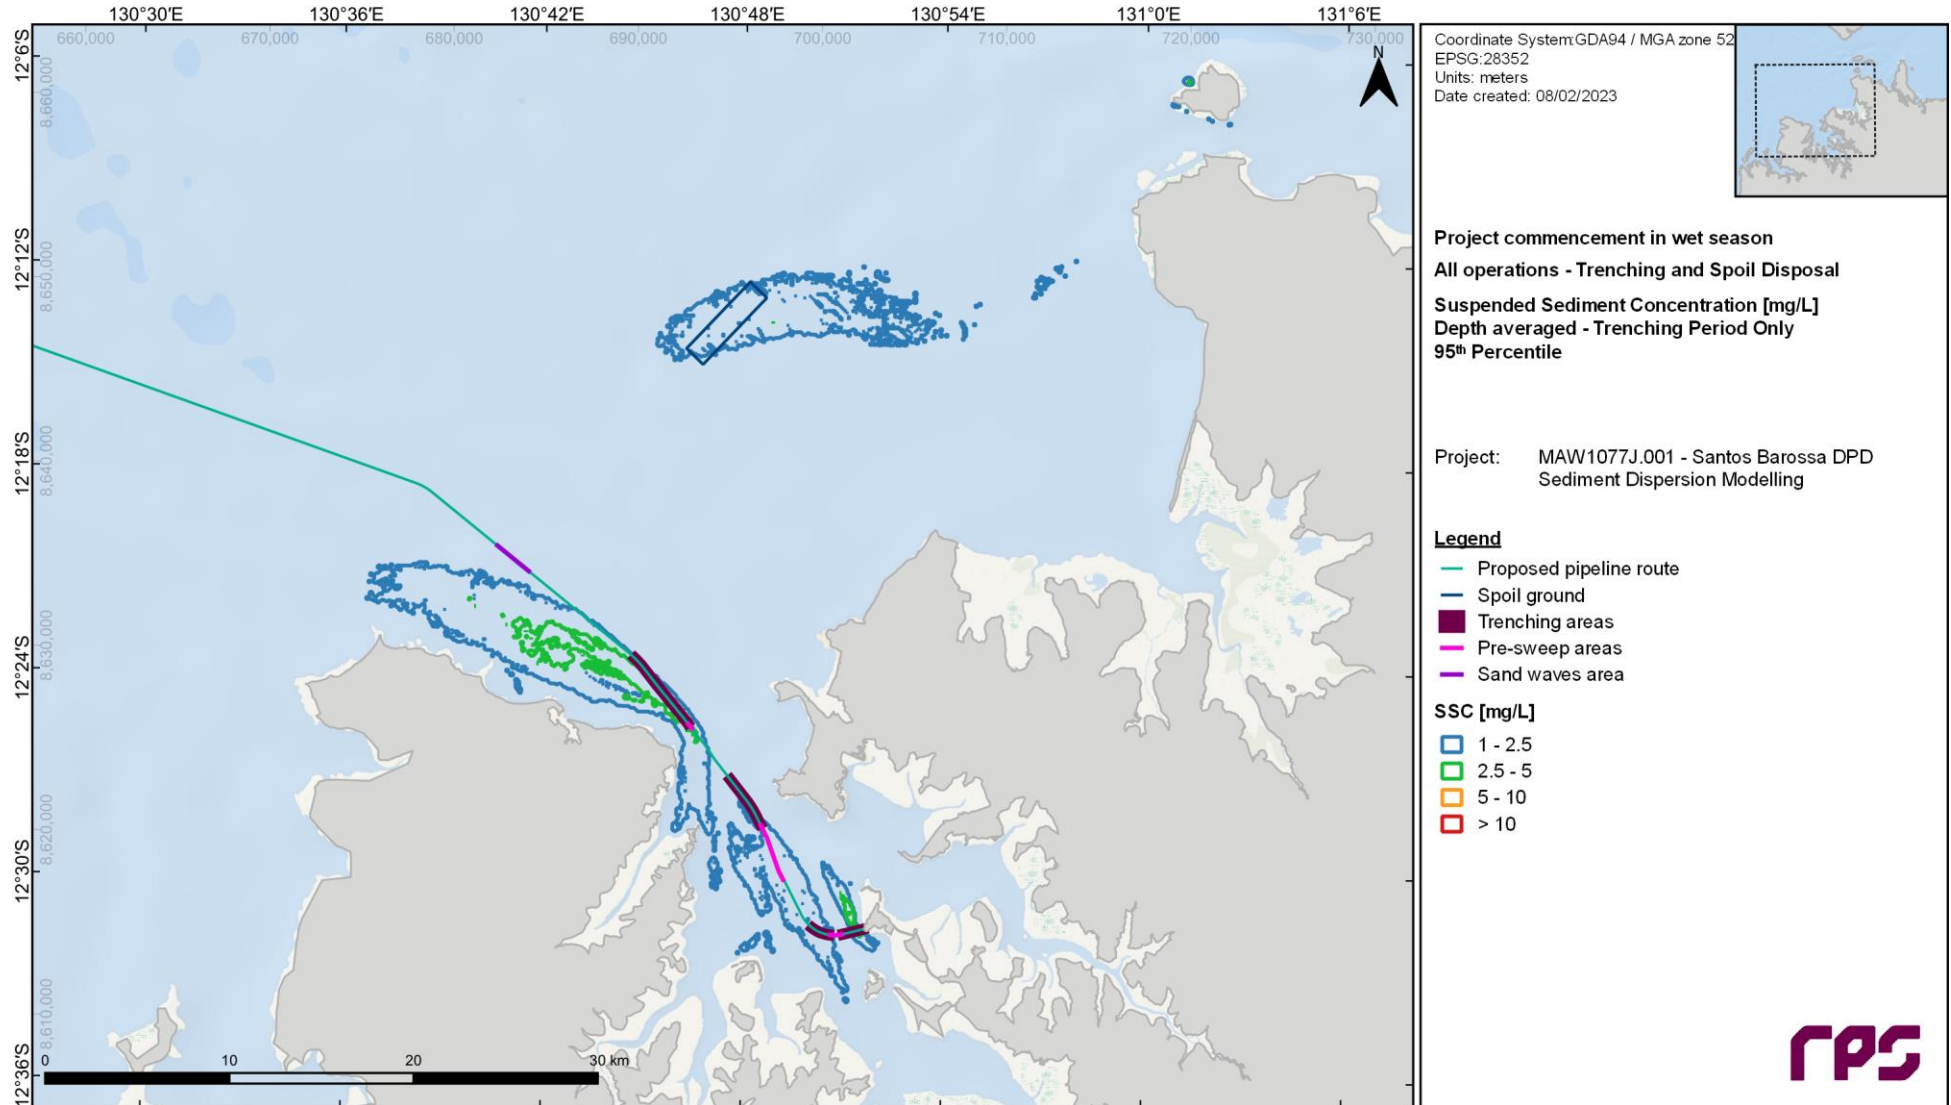 130°30'E 130°36'E 130°42'E 130°48'E 130°54'E 131°0'E 131°6'E
660,000 670,000 680,000 690,000 700,000 710,000 720,000 730,000
12°6'S
8,660,000
12°12'S
8,650,000
12°18'S
8,640,000
12°24'S
8,630,000
8,620,000
12°30'S
8,610,000
12°36'S
N
0 10 20 30 km
Coordinate System:GDA94 / MGA zone 52
EPSG:28352
Units: meters
Date created: 08/02/2023
Project commencement in wet season
All operations - Trenching and Spoil Disposal
Suspended Sediment Concentration [mg/L]
Depth averaged - Trenching Period Only
95th Percentile
Project: MAW1077J.001 - Santos Barossa DPD
Sediment Dispersion Modelling
Legend
Proposed pipeline route
Spoil ground
Trenching areas
Pre-sweep areas
Sand waves area
SSC [mg/L]
1 - 2.5
2.5 - 5
5 - 10
> 10
rps